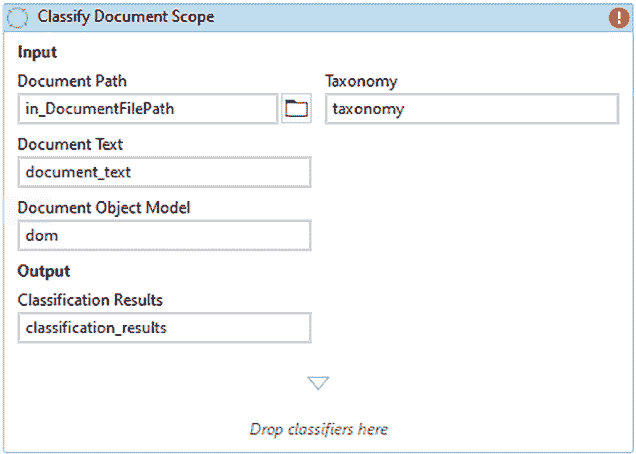 Classify Document Scope
Input
Document Path
Taxonomy
in_DocumentFilePath
taxonomy
Document Text
document_text
Document Object Model
dom
Output
Classification Results
classification_results
Drop classifiers here